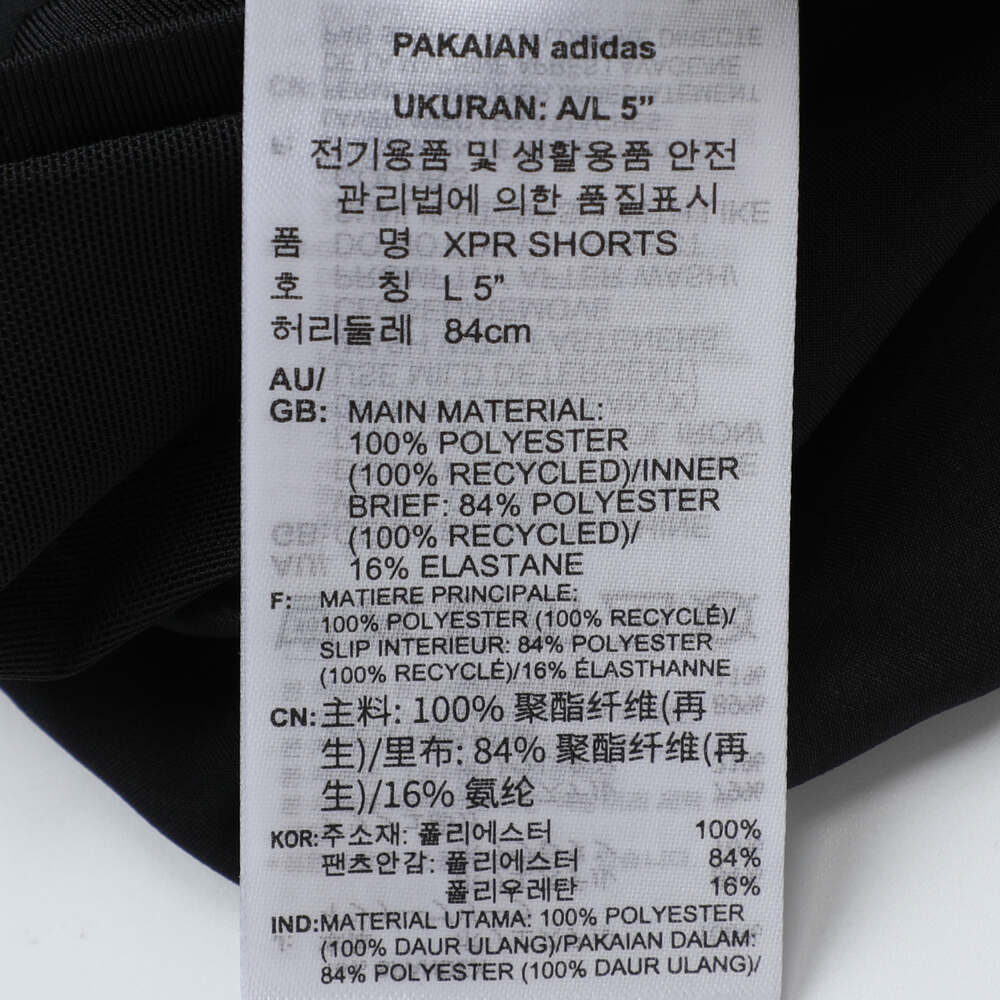 PAKAIAN adidas
UKURAN: A/L 5”
전기용품 및 생활용품 안전
관리법에 의한 품질표시
품 명 XPR SHORTS
호 칭 L 5”
허리둘레 84cm
AU/
GB: MAIN MATERIAL:
100% POLYESTER
(100% RECYCLED)/INNER
BRIEF: 84% POLYESTER
(100% RECYCLED)/
16% ELASTANE
F: MATIERE PRINCIPALE:
100% POLYESTER (100% RECYCLÉ)/
SLIP INTERIEUR: 84% POLYESTER
(100% RECYCLÉ)/16% ÉLASTHANNE
CN: 主料: 100% 聚酯纤维(再
生)/里布: 84% 聚酯纤维(再
生)/16% 氨纶
KOR: 주소재: 폴리에스터 100%
팬츠안감: 폴리에스터 84%
폴리우레탄 16%
IND: MATERIAL UTAMA: 100% POLYESTER
(100% DAUR ULANG)/PAKAIAN DALAM:
84% POLYESTER (100% DAUR ULANG)/